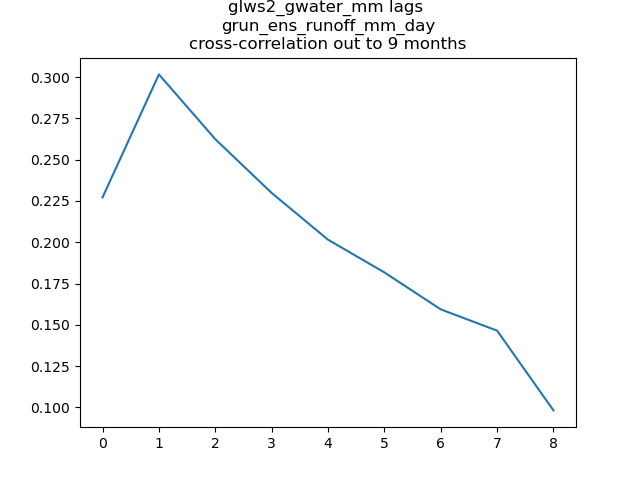 glws2_gwater_mm lags
grun_ens_runoff_mm_day
cross-correlation out to 9 months
0.300
0.275
0.250
0.225
0.200
0.175
0.150
0.125
0.100
0 1 2 3 4 5 6 7 8